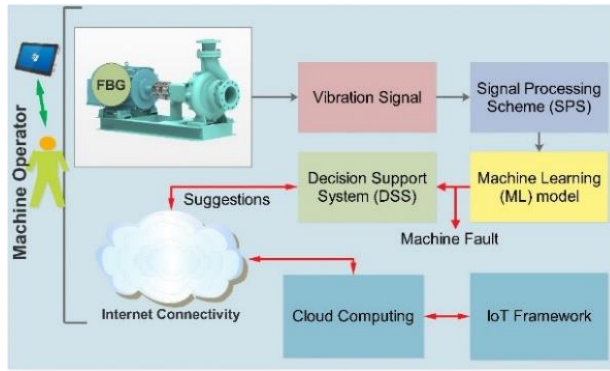 FBG
Vibration Signal
Signal Processing
Scheme (SPS)
Machine Operator
Decision Support
System (DSS)
Machine Learning
(ML) model
Suggestions
Machine Fault
Internet Connectivity
Cloud Computing
IoT Framework